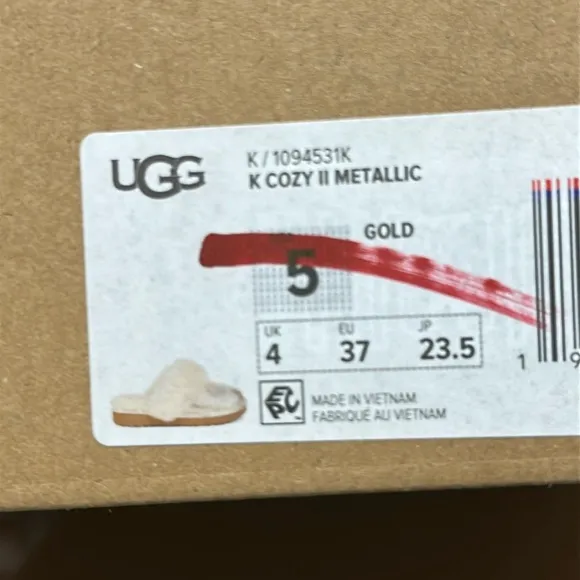 UGG
K / 1094531K
K COZY II METALLIC
GOLD
5
UK EU JP
4 37 23.5
MADE IN VIETNAM
FABRIQUÉ AU VIETNAM
1 9